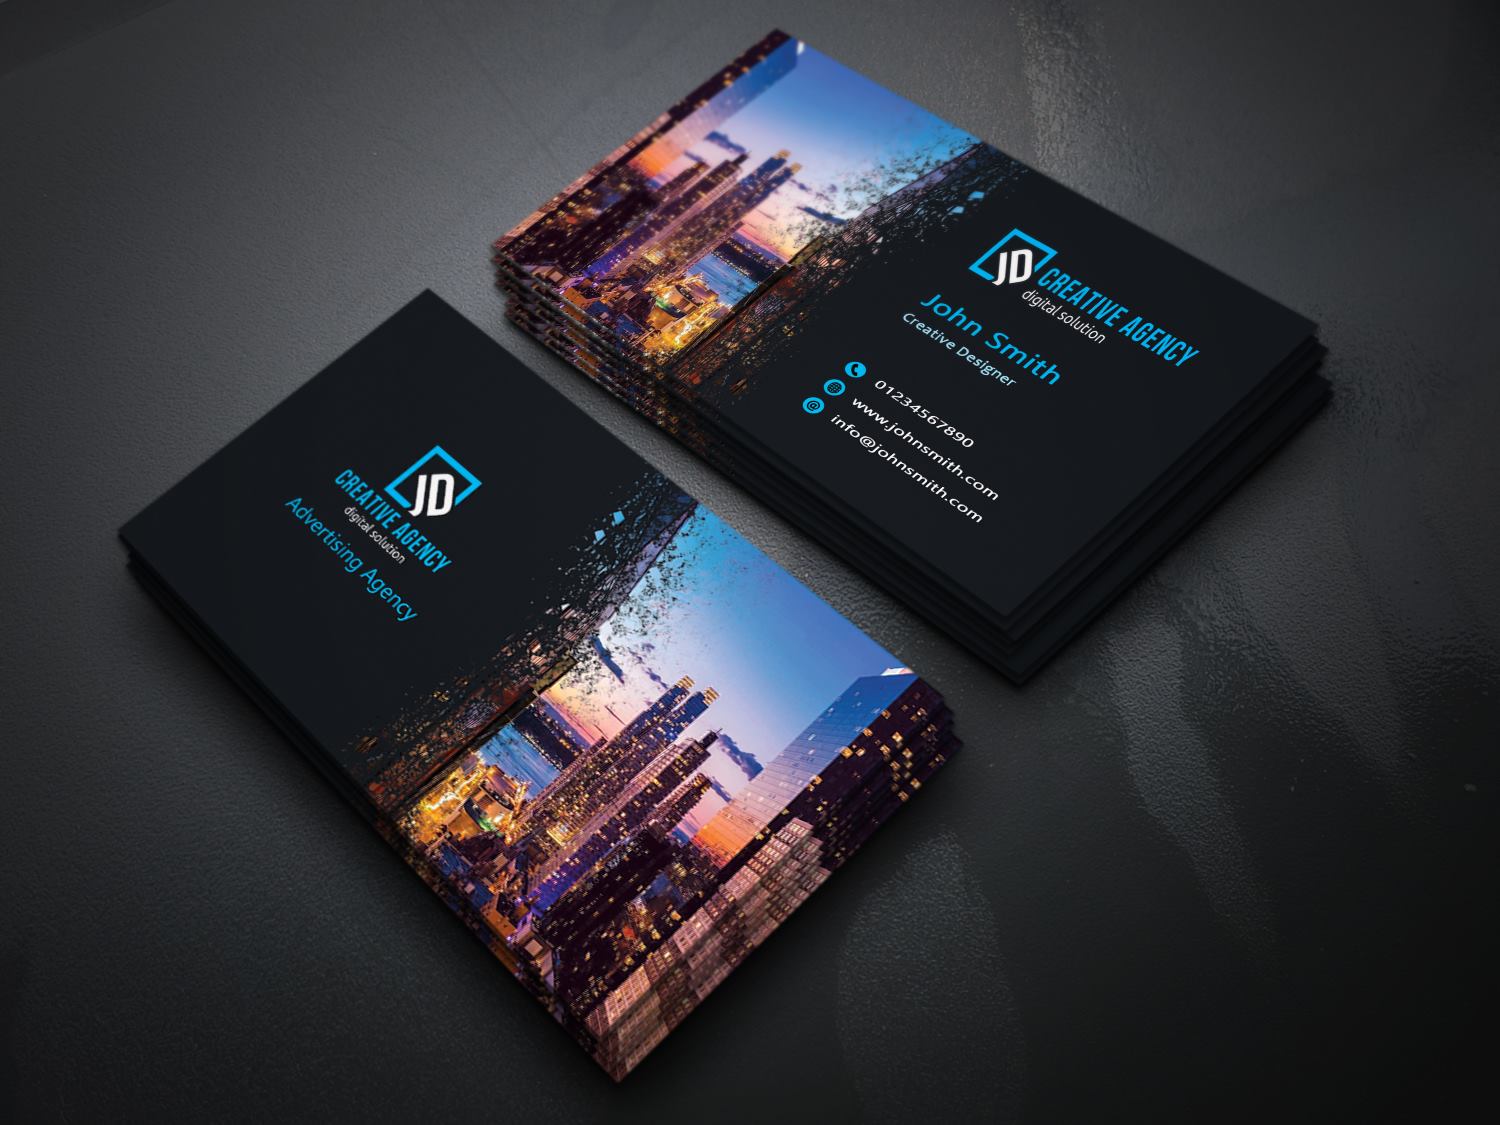 JD
CREATIVE AGENCY
digital solution
John Smith
Creative Designer
01234567890
www.johnsmith.com
info@johnsmith.com
JD
CREATIVE AGENCY
digital solution
Advertising Agency